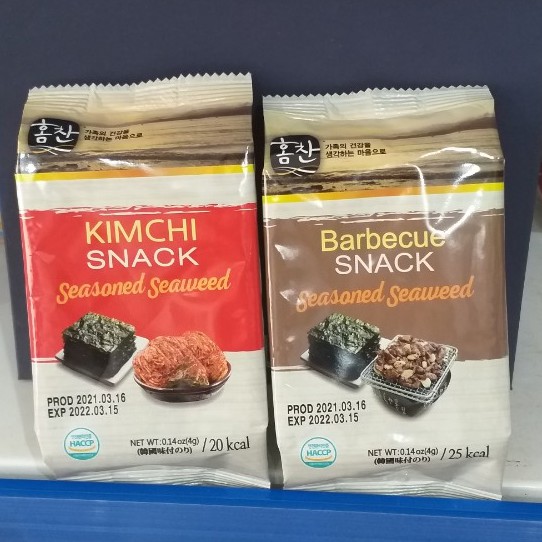 홈찬
가족의 건강을
생각하는 마음으로
KIMCHI
SNACK
Seasoned Seaweed
PROD 2021.03.16
EXP 2022.03.15
HACCP
NET WT:0.14oz(4g)
(韓國味付のり)
/20 kcal
홈찬
가족의 건강을
생각하는 마음으로
Barbecue
SNACK
Seasoned Seaweed
PROD 2021.03.16
EXP 2022.03.15
HACCP
NET WT:0.14oz(4g)
(韓國味付のり)
/25 kcal